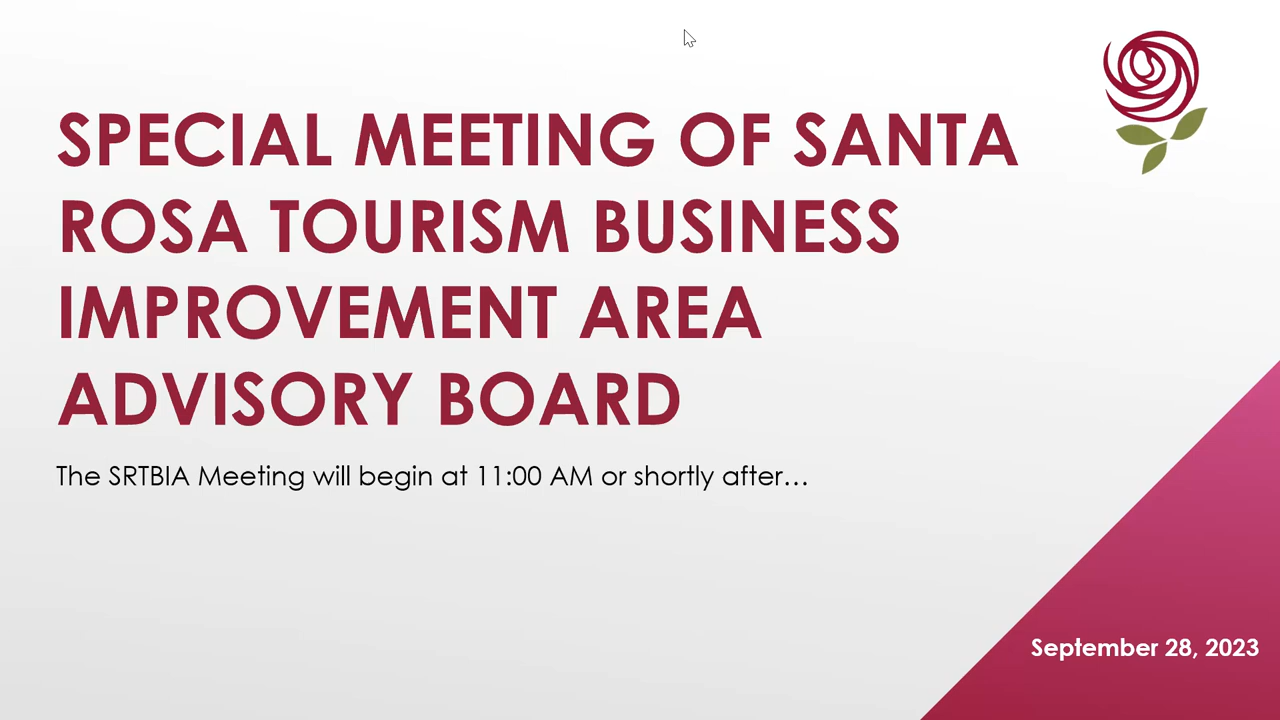 SPECIAL MEETING OF SANTA
ROSA TOURISM BUSINESS
IMPROVEMENT AREA
ADVISORY BOARD
The SRTBIA Meeting will begin at 11:00 AM or shortly after…
September 28, 2023